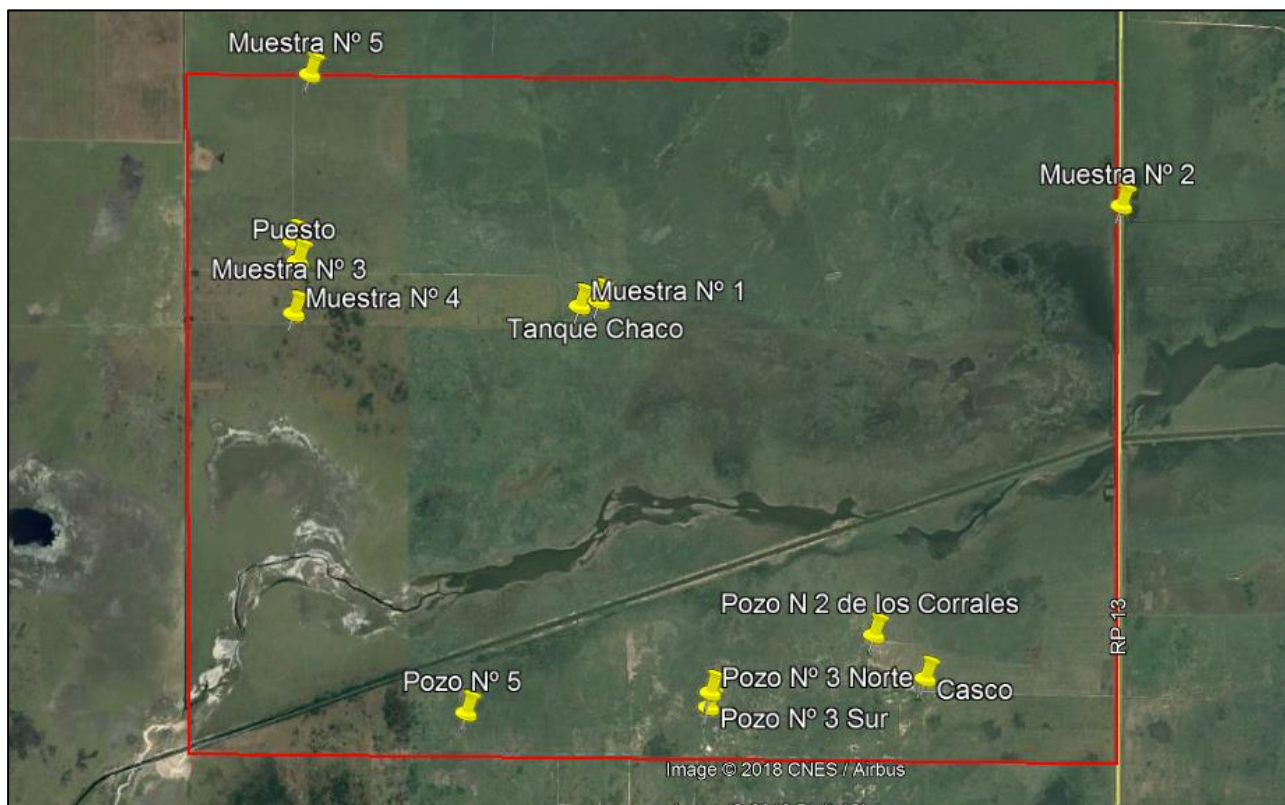 Muestra Nº 5
Muestra Nº 2
Puesto
Muestra Nº 3
Muestra Nº 4
Muestra Nº 1
Tanque Chaco
Pozo N 2 de los Corrales
RP 13
Pozo Nº 5
Pozo Nº 3 Norte
Casco
Pozo Nº 3 Sur
Image © 2018 CNES / Airbus